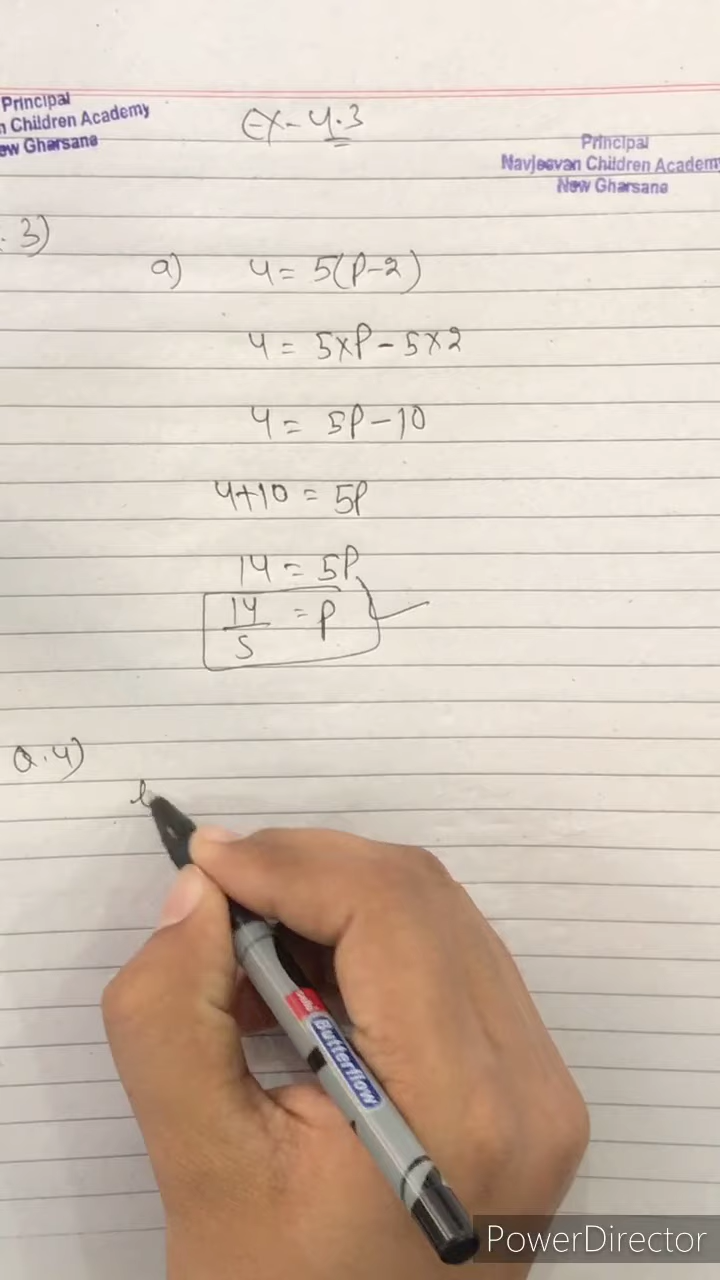 Principal
n Children Academy
ew Gharsana
EX-4.3
Principal
Navjeevan Children Academy
New Gharsana
. 3)
a) 4 = 5(P-2)
4 = 5×P - 5×2
4 = 5P - 10
4+10 = 5P
14 = 5P
14/5 = P
Q.4)
cello Butterflow
PowerDirector